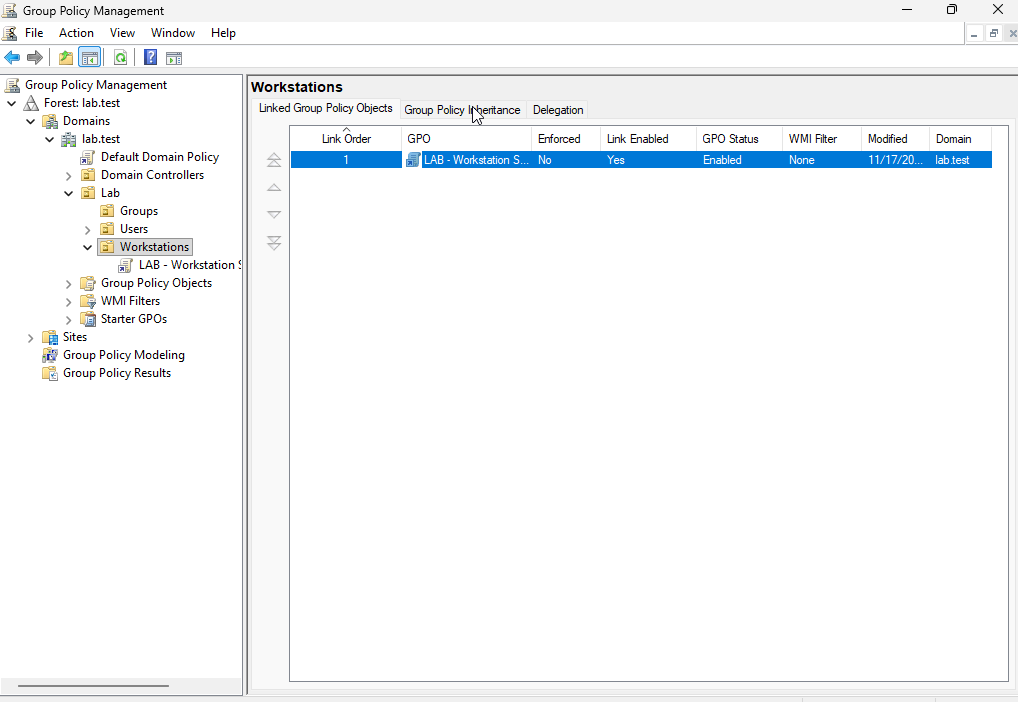 Group Policy Management
File Action View Window Help
Group Policy Management
Forest: lab.test
Domains
lab.test
Default Domain Policy
Domain Controllers
Lab
Groups
Users
Workstations
LAB - Workstation S
Group Policy Objects
WMI Filters
Starter GPOs
Sites
Group Policy Modeling
Group Policy Results
Workstations
Linked Group Policy Objects Group Policy Inheritance Delegation
Link Order GPO Enforced Link Enabled GPO Status WMI Filter Modified Domain
1 LAB - Workstation S... No Yes Enabled None 11/17/20... lab.test